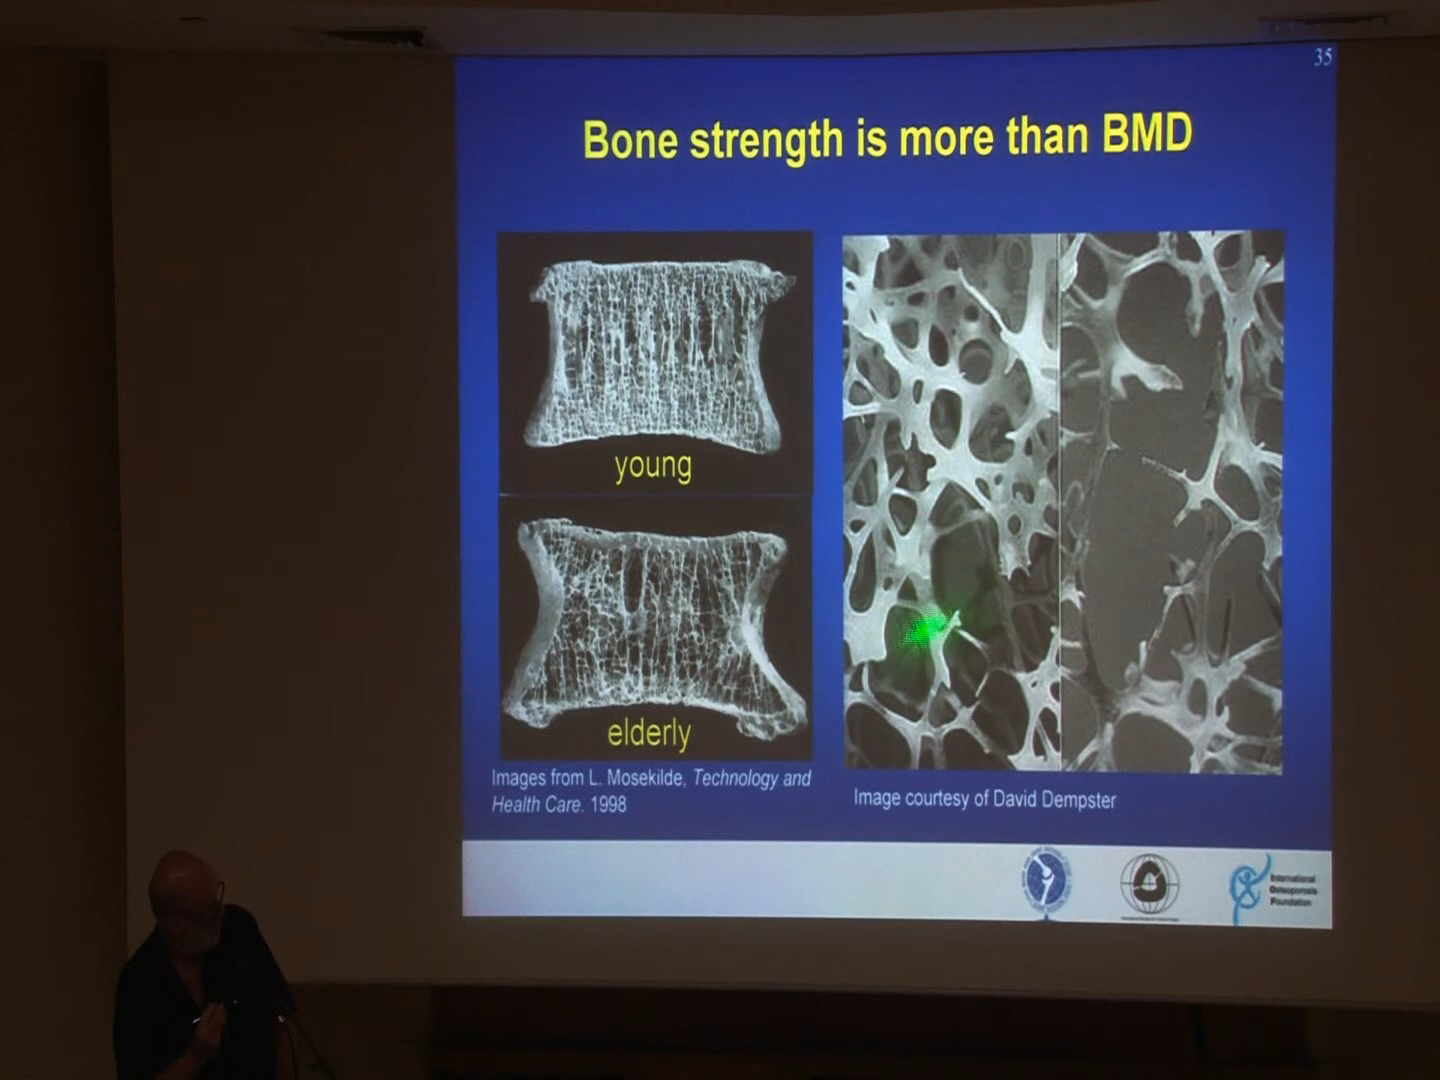 35
Bone strength is more than BMD
young
elderly
Images from L. Mosekilde, Technology and
Health Care. 1998
Image courtesy of David Dempster
International
Osteoporosis
Foundation